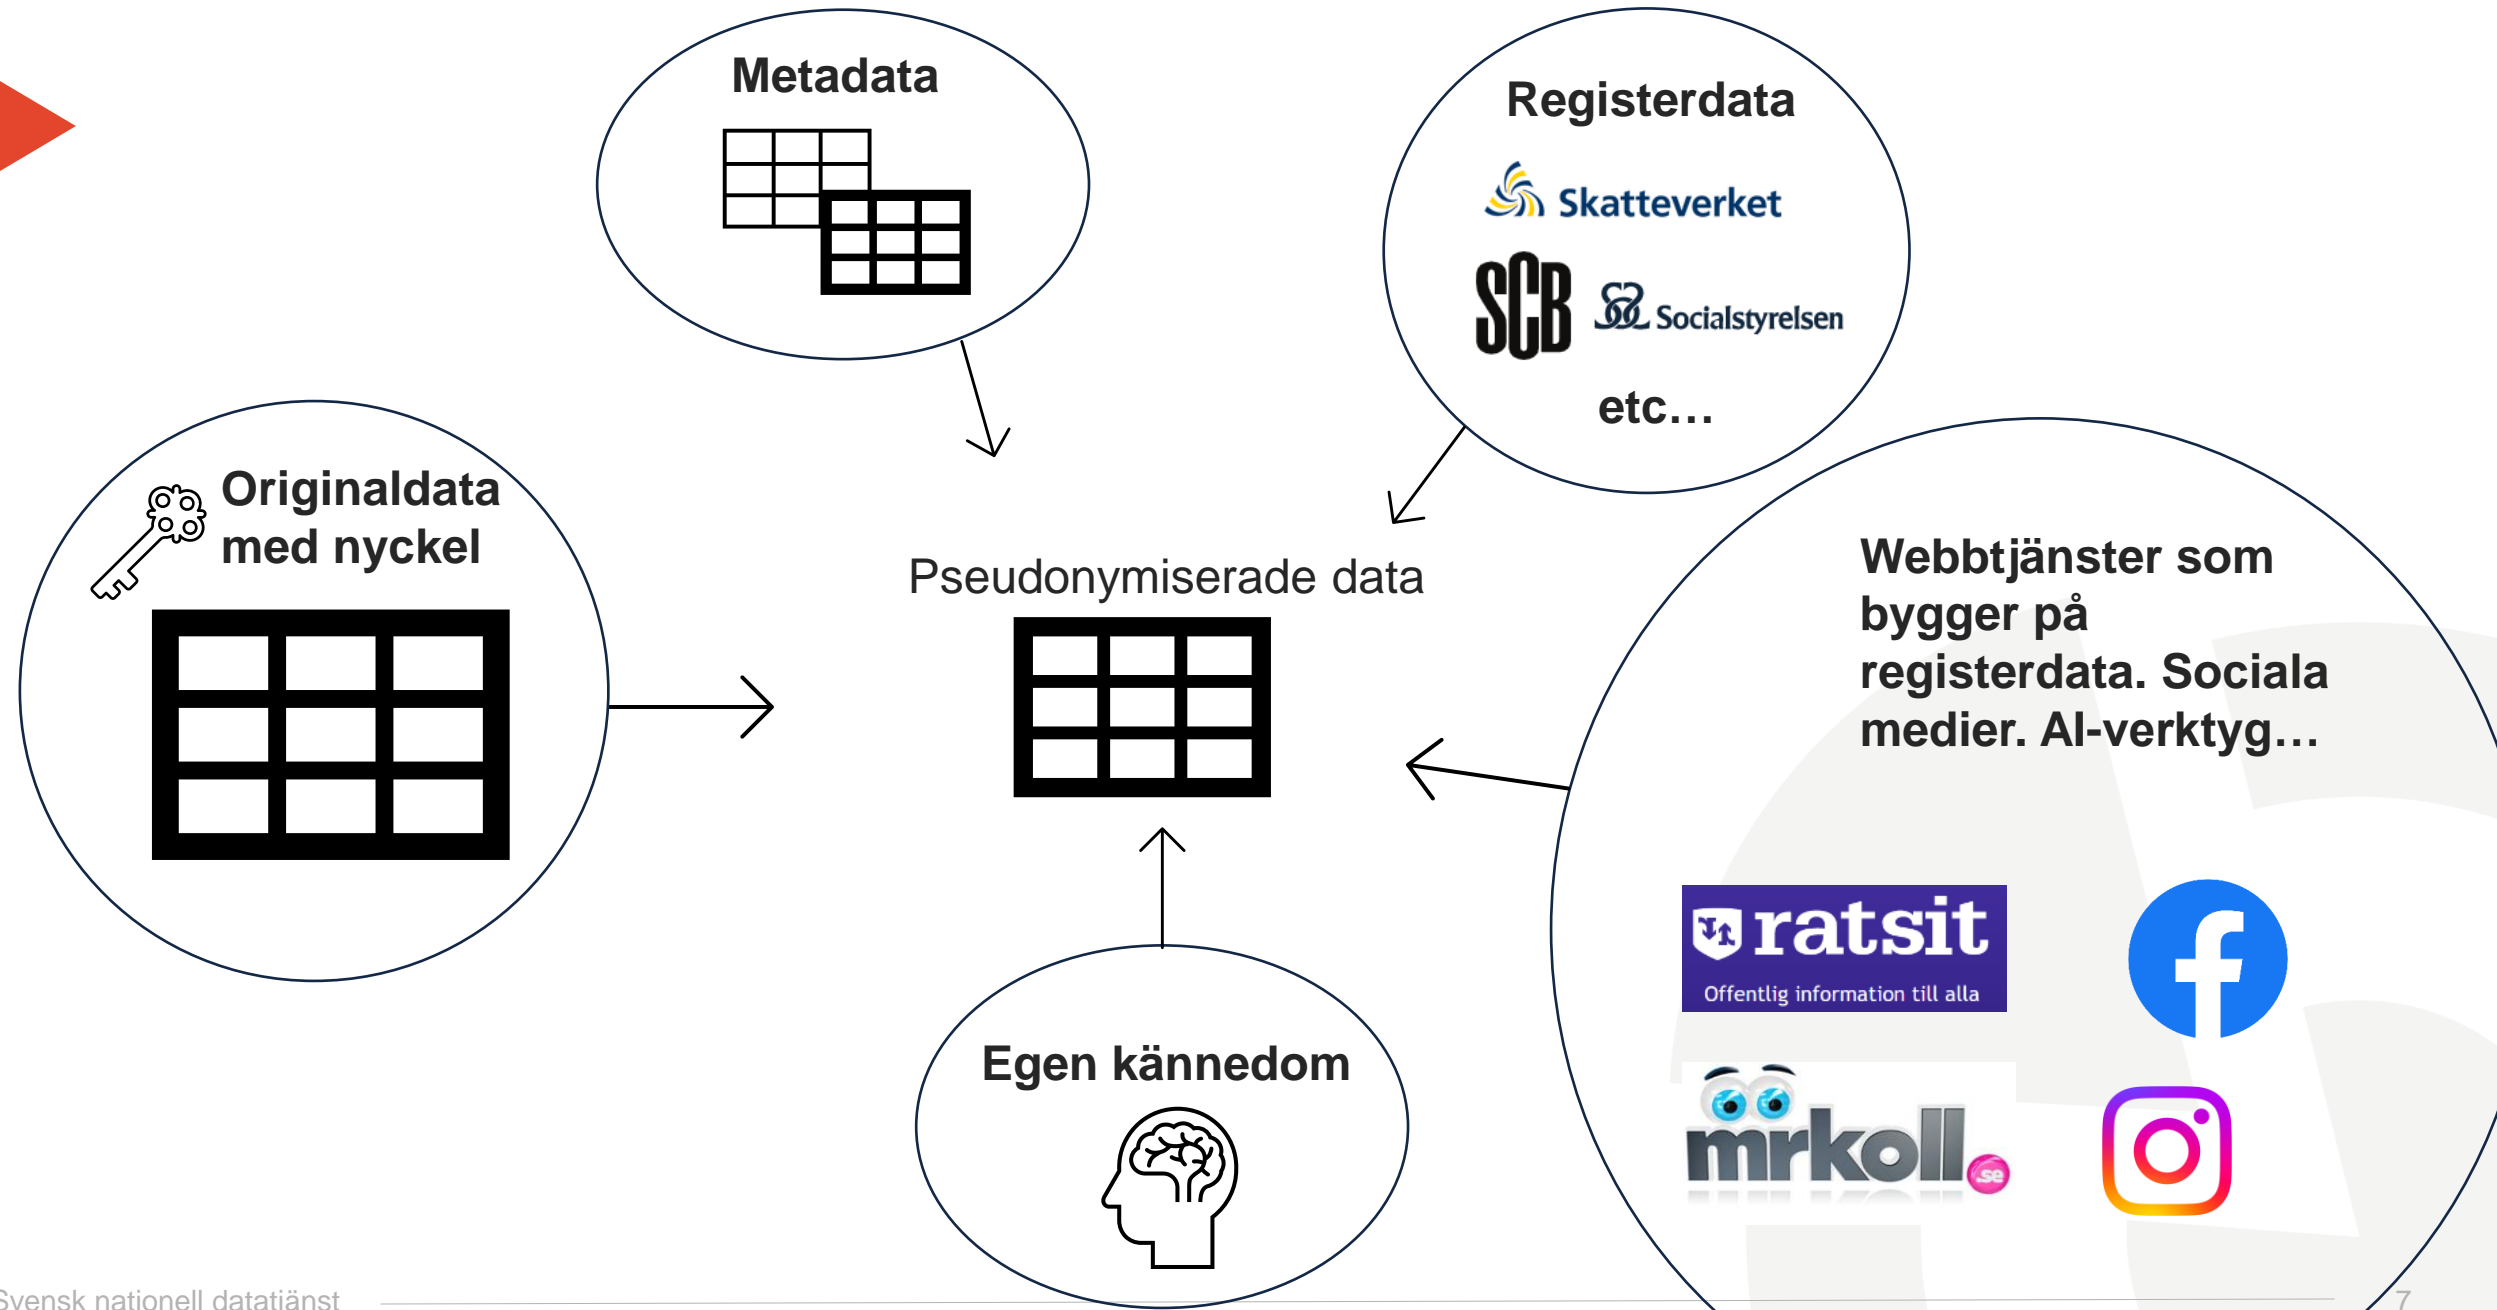 Metadata
Registerdata
Skatteverket
SCB
Socialstyrelsen
etc...
Originaldata
med nyckel
Pseudonymiserade data
Webbtjänster som
bygger på
registerdata. Sociala
medier. AI-verktyg...
ratsit
Offentlig information till alla
mrkoll.se
Egen kännedom
Svensk nationell datatjänst
7